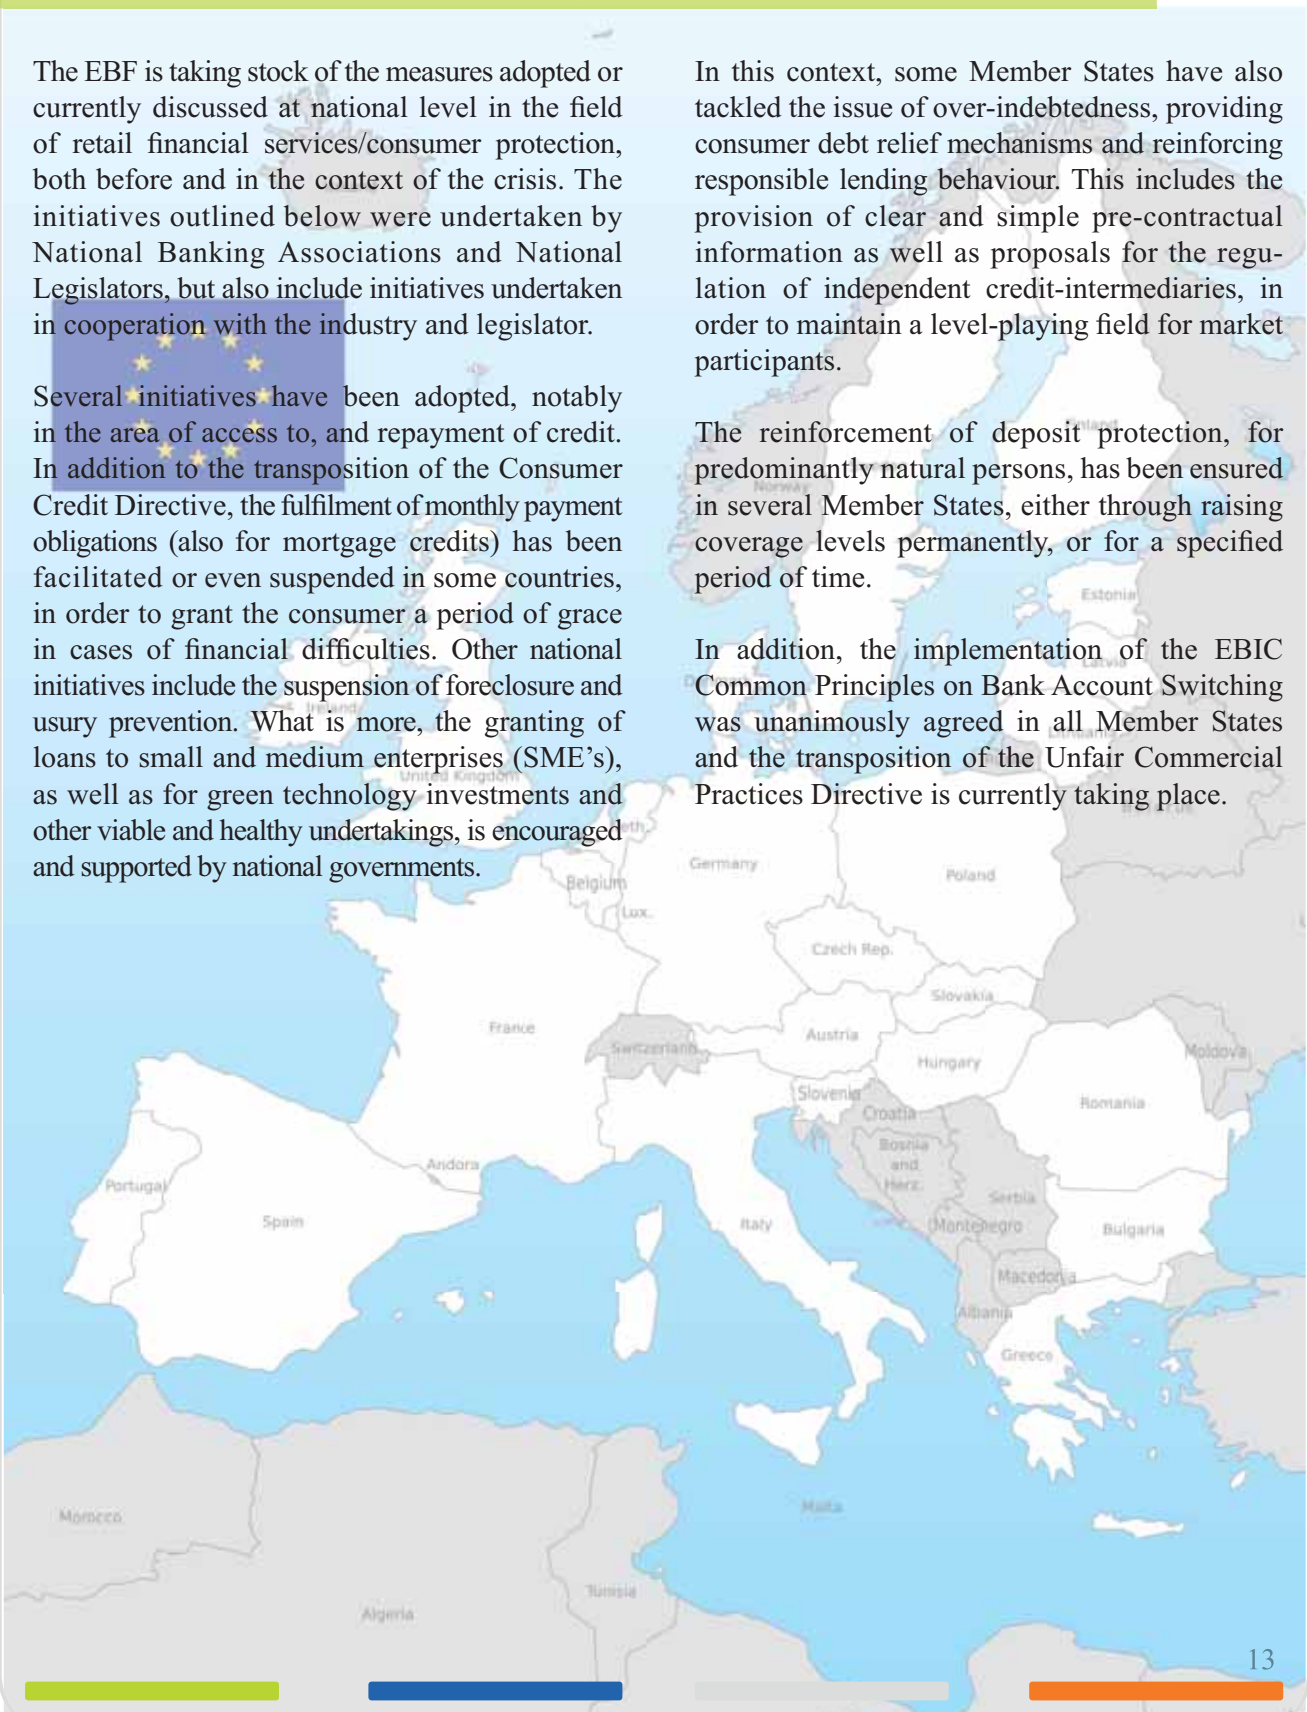 The EBF is taking stock of the measures adopted or
currently discussed at national level in the field
of retail financial services/consumer protection,
both before and in the context of the crisis. The
initiatives outlined below were undertaken by
National Banking Associations and National
Legislators, but also include initiatives undertaken
in cooperation with the industry and legislator.
Several initiatives have been adopted, notably
in the area of access to, and repayment of credit.
In addition to the transposition of the Consumer
Credit Directive, the fulfilment of monthly payment
obligations (also for mortgage credits) has been
facilitated or even suspended in some countries,
in order to grant the consumer a period of grace
in cases of financial difficulties. Other national
initiatives include the suspension of foreclosure and
usury prevention. What is more, the granting of
loans to small and medium enterprises (SME's),
as well as for green technology investments and
other viable and healthy undertakings, is encouraged
and supported by national governments.
In this context, some Member States have also
tackled the issue of over-indebtedness, providing
consumer debt relief mechanisms and reinforcing
responsible lending behaviour. This includes the
provision of clear and simple pre-contractual
information as well as proposals for the regu-
lation of independent credit-intermediaries, in
order to maintain a level-playing field for market
participants.
The reinforcement of deposit protection, for
predominantly natural persons, has been ensured
in several Member States, either through raising
coverage levels permanently, or for a specified
period of time.
In addition, the implementation of the EBIC
Common Principles on Bank Account Switching
was unanimously agreed in all Member States
and the transposition of the Unfair Commercial
Practices Directive is currently taking place.
Finland
Norway
Estonia
Latvia
Lithuania
Ireland
United Kingdom
Neth.
Belarus
Germany
Poland
Belgium
Lux.
Czech Rep.
Slovakia
France
Switzerland
Austria
Hungary
Moldova
Slovenia
Croatia
Romania
Bosnia
and
Herz.
Andora
Portugal
Spain
Italy
Serbia
Montenegro
Bulgaria
Macedonia
Albania
Greece
Malta
Morocco
Tunisia
Algeria
13